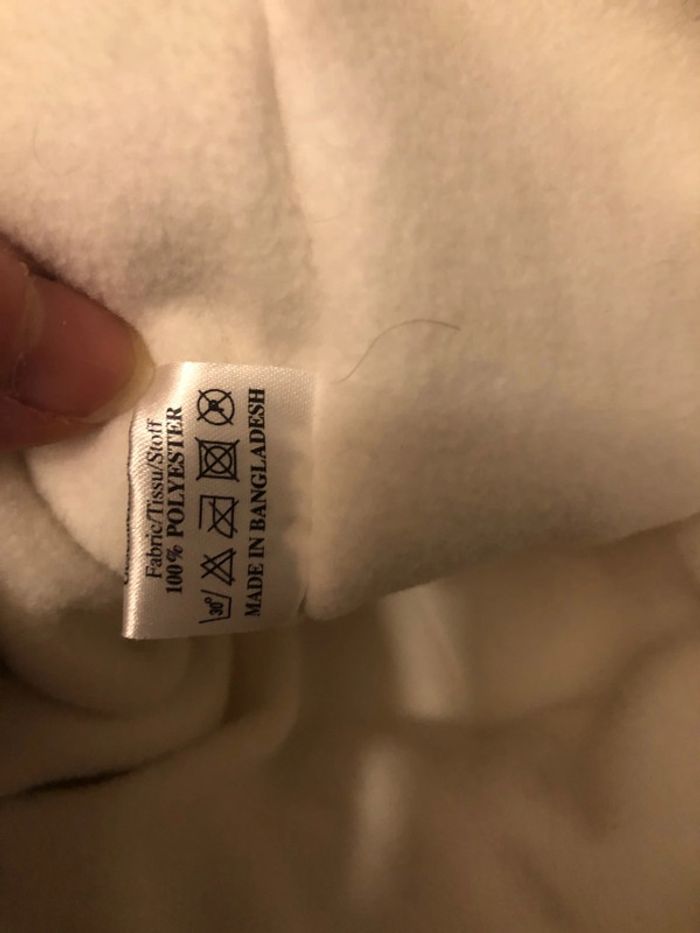 Fabric/Tissu/Stoff
100% POLYESTER
30°
MADE IN BANGLADESH